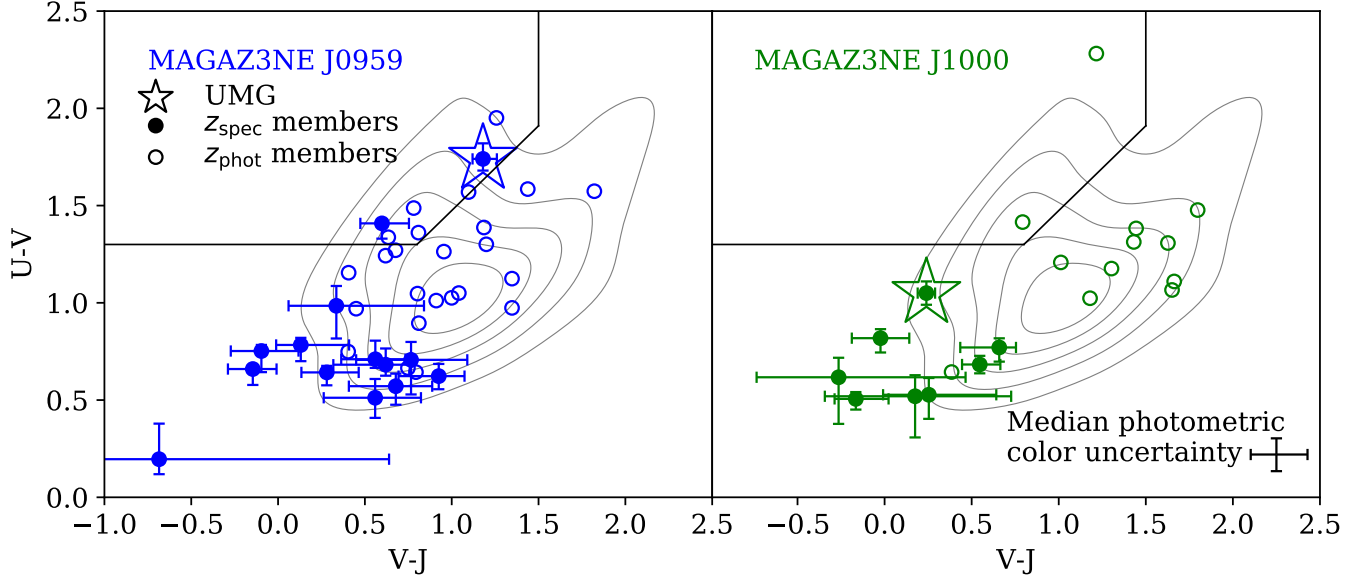 2.5
2.0
1.5
1.0
0.5
0.0
U-V
MAGAZ3NE J0959
UMG
zspec members
zphot members
MAGAZ3NE J1000
Median photometric
color uncertainty
−1.0 −0.5 0.0 0.5 1.0 1.5 2.0 2.5
−0.5 0.0 0.5 1.0 1.5 2.0 2.5
V-J
V-J